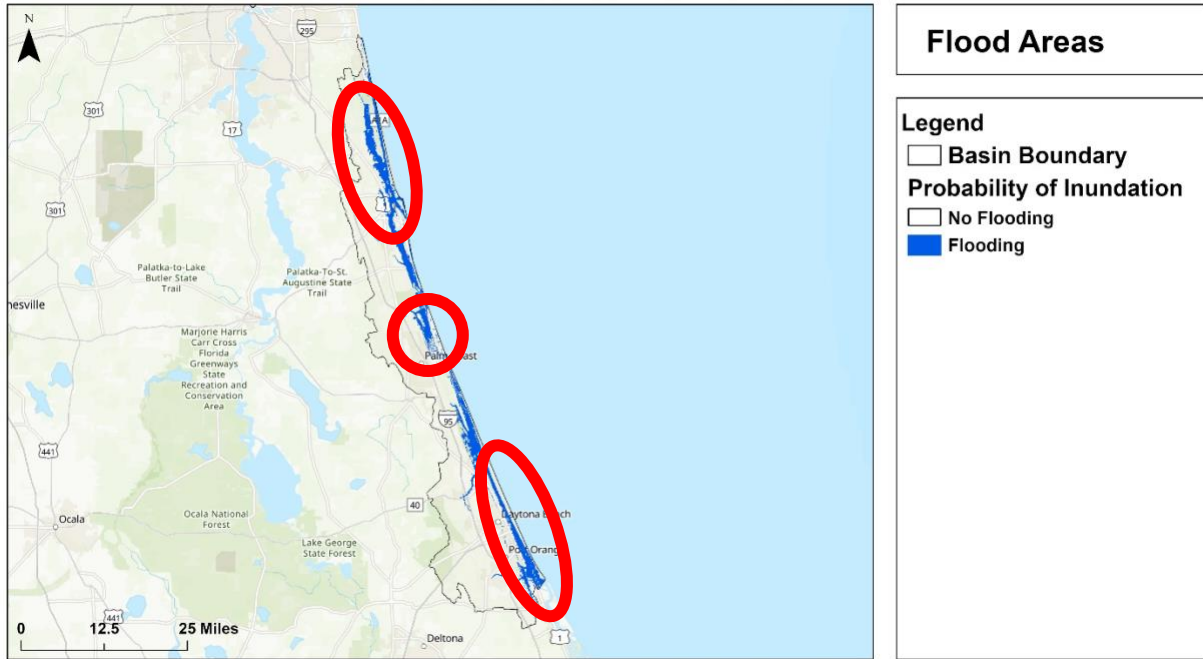 N
295
301
17
A1A
1
301
Palatka-to-Lake
Butler State
Trail
Palatka-To-St.
Augustine State
Trail
nesville
Marjorie Harris
Carr Cross
Florida
Greenways
State
Recreation and
Conservation
Area
95
441
40
Ocala
Ocala National
Forest
Lake George
State Forest
Port Orang
441
0 12.5 25 Miles
Deltona
1
Flood Areas
Legend
Basin Boundary
Probability of Inundation
No Flooding
Flooding